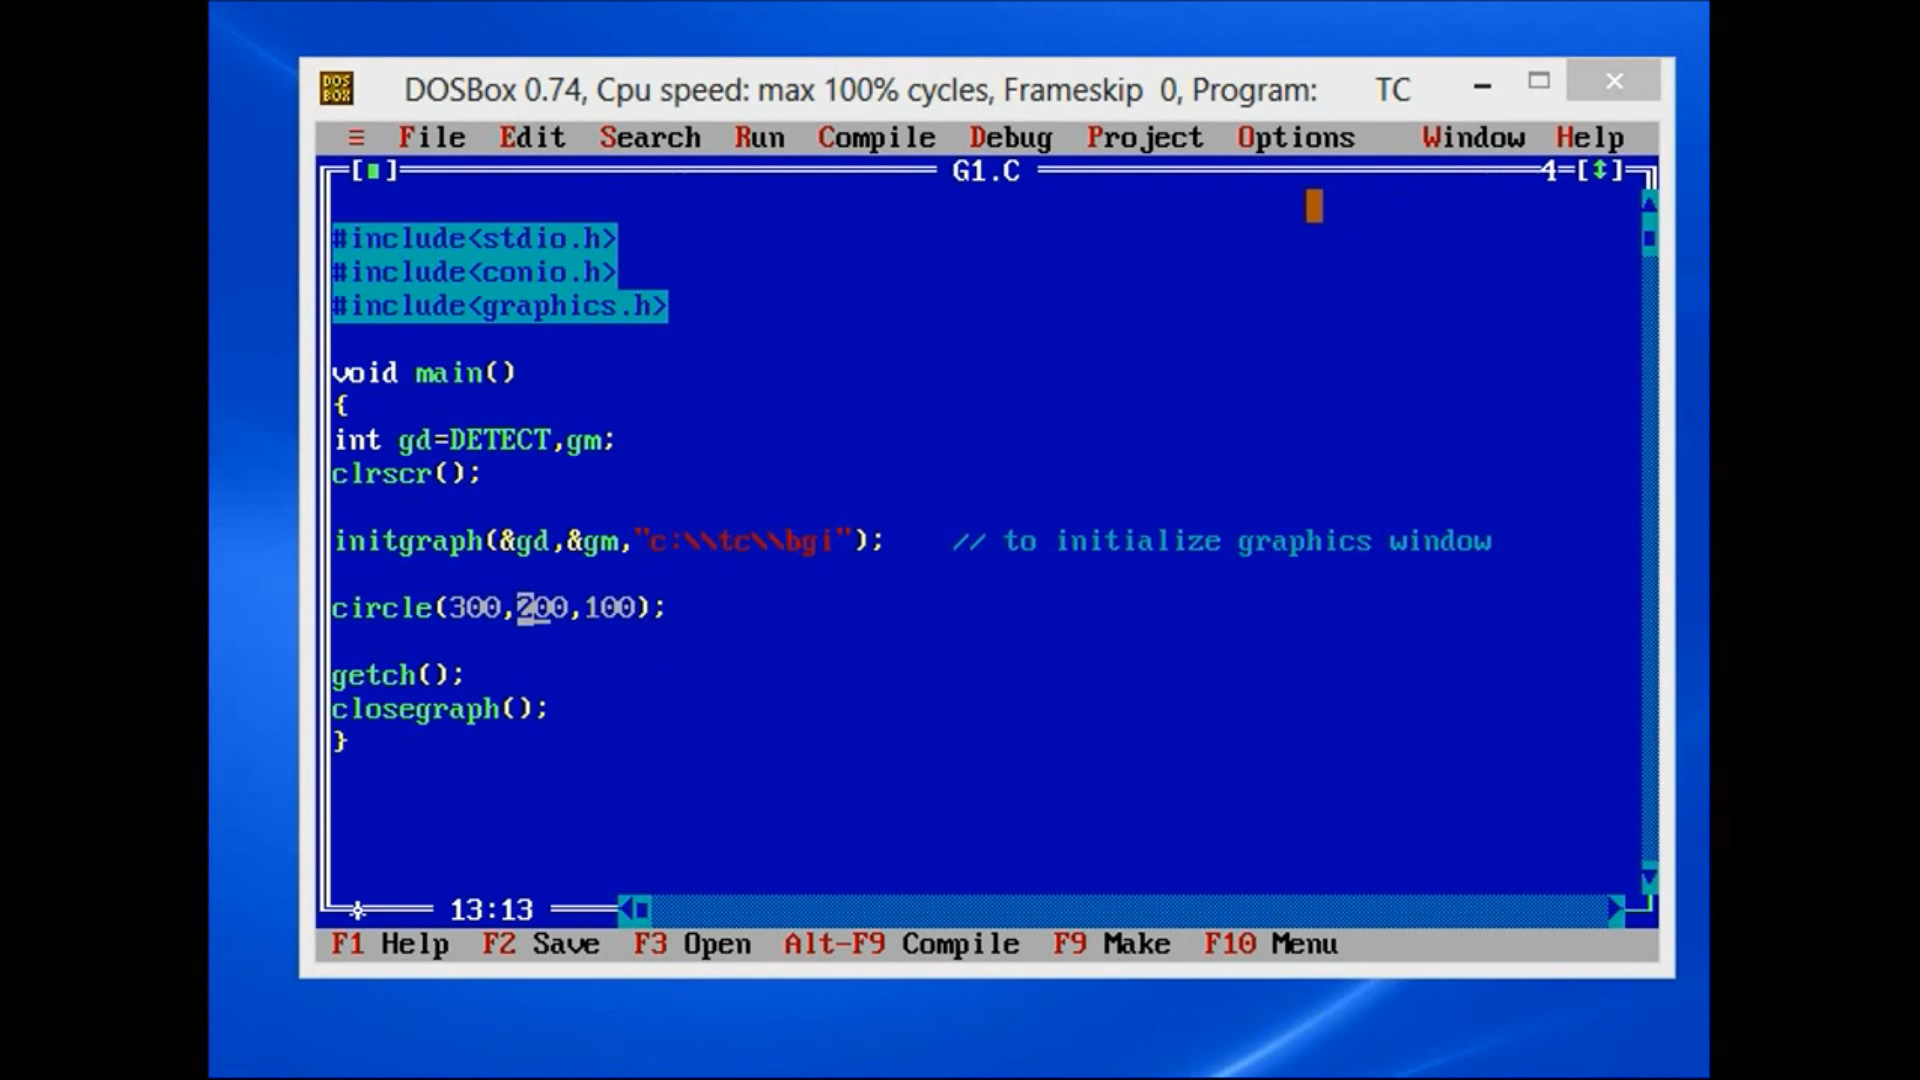 DOS BOX DOSBox 0.74, Cpu speed: max 100% cycles, Frameskip 0, Program: TC
≡ File Edit Search Run Compile Debug Project Options Window Help
[■] G1.C 4=[↕]
#include<stdio.h>
#include<conio.h>
#include<graphics.h>
void main()
{
int gd=DETECT,gm;
clrscr();
initgraph(&gd,&gm,"c:\\tc\\bgi"); // to initialize graphics window
circle(300,200,100);
getch();
closegraph();
}
13:13
F1 Help F2 Save F3 Open Alt-F9 Compile F9 Make F10 Menu